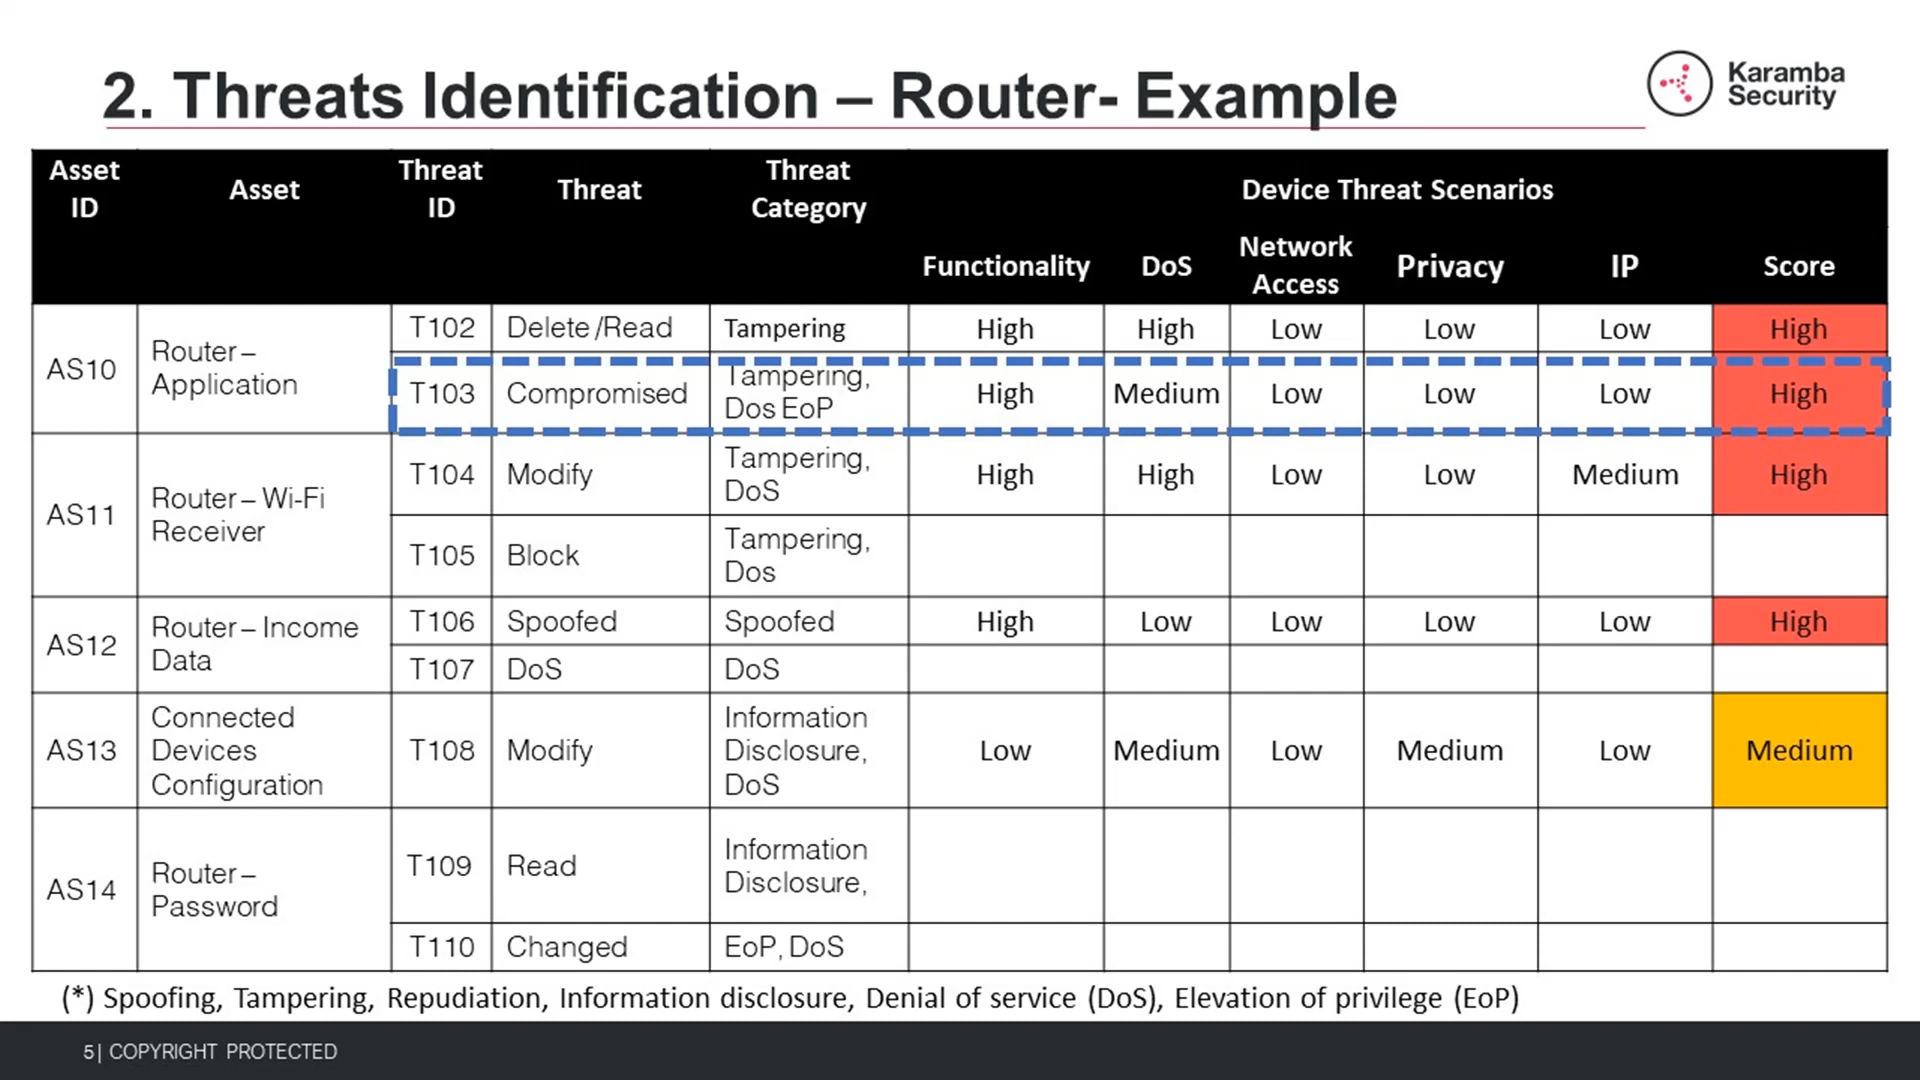 2. Threats Identification – Router- Example
Karamba
Security
Asset ID Asset Threat ID Threat Threat Category Device Threat Scenarios
Functionality DoS Network Access Privacy IP Score
AS10 Router – Application T102 Delete /Read Tampering High High Low Low Low High
T103 Compromised Tampering, Dos EoP High Medium Low Low Low High
AS11 Router – Wi-Fi Receiver T104 Modify Tampering, DoS High High Low Low Medium High
T105 Block Tampering, Dos
AS12 Router – Income Data T106 Spoofed Spoofed High Low Low Low Low High
T107 DoS DoS
AS13 Connected Devices Configuration T108 Modify Information Disclosure, DoS Low Medium Low Medium Low Medium
AS14 Router – Password T109 Read Information Disclosure,
T110 Changed EoP, DoS
(*) Spoofing, Tampering, Repudiation, Information disclosure, Denial of service (DoS), Elevation of privilege (EoP)
5| COPYRIGHT PROTECTED